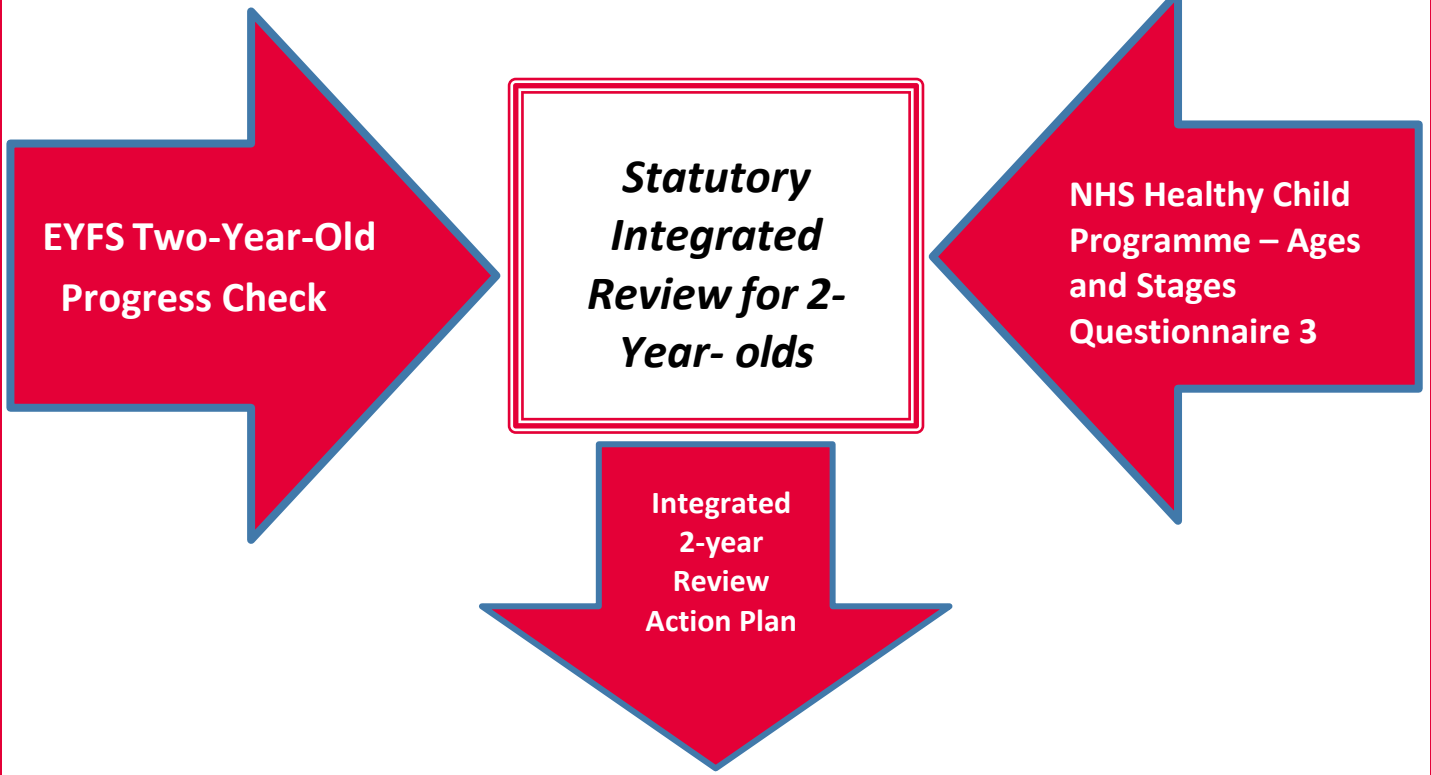 EYFS Two-Year-Old
Progress Check
Statutory
Integrated
Review for 2-
Year- olds
NHS Healthy Child
Programme – Ages
and Stages
Questionnaire 3
Integrated
2-year
Review
Action Plan